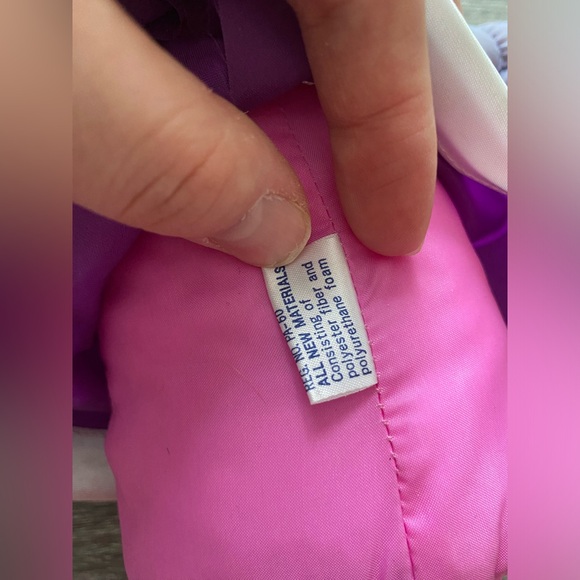 REG. NO. PA-60
ALL NEW MATERIALS
Consisting of
Polyester fiber and
Polyurethane foam